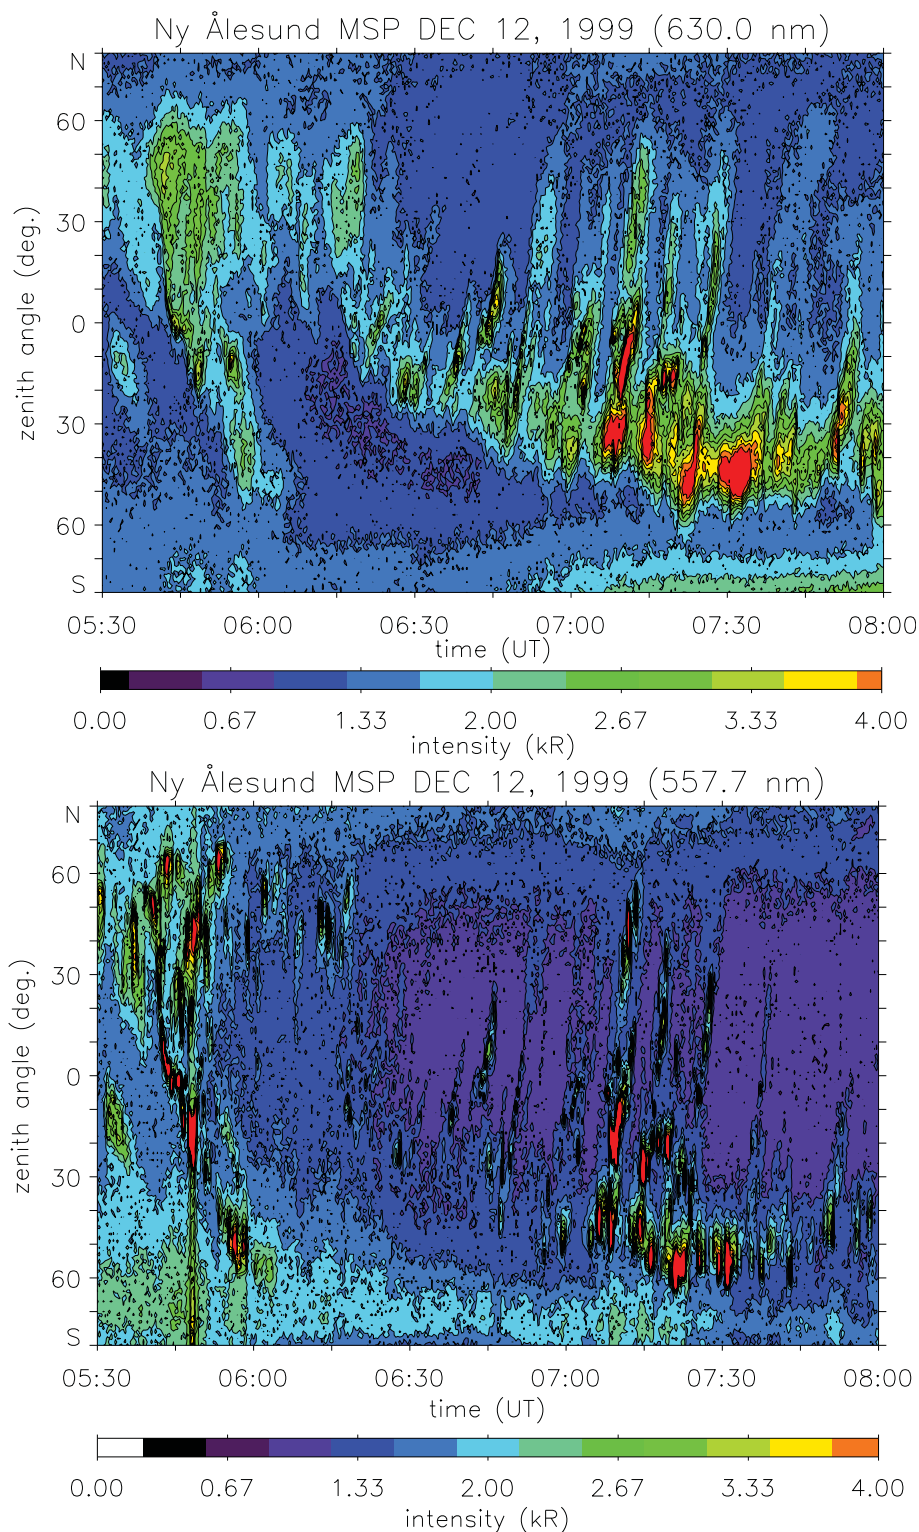 Ny Ålesund MSP DEC 12, 1999 (630.0 nm)
N
60
30
0
30
60
S
zenith angle (deg.)
05:30 06:00 06:30 07:00 07:30 08:00
time (UT)
0.00 0.67 1.33 2.00 2.67 3.33 4.00
intensity (kR)
Ny Ålesund MSP DEC 12, 1999 (557.7 nm)
N
60
30
0
30
60
S
zenith angle (deg.)
05:30 06:00 06:30 07:00 07:30 08:00
time (UT)
0.00 0.67 1.33 2.00 2.67 3.33 4.00
intensity (kR)